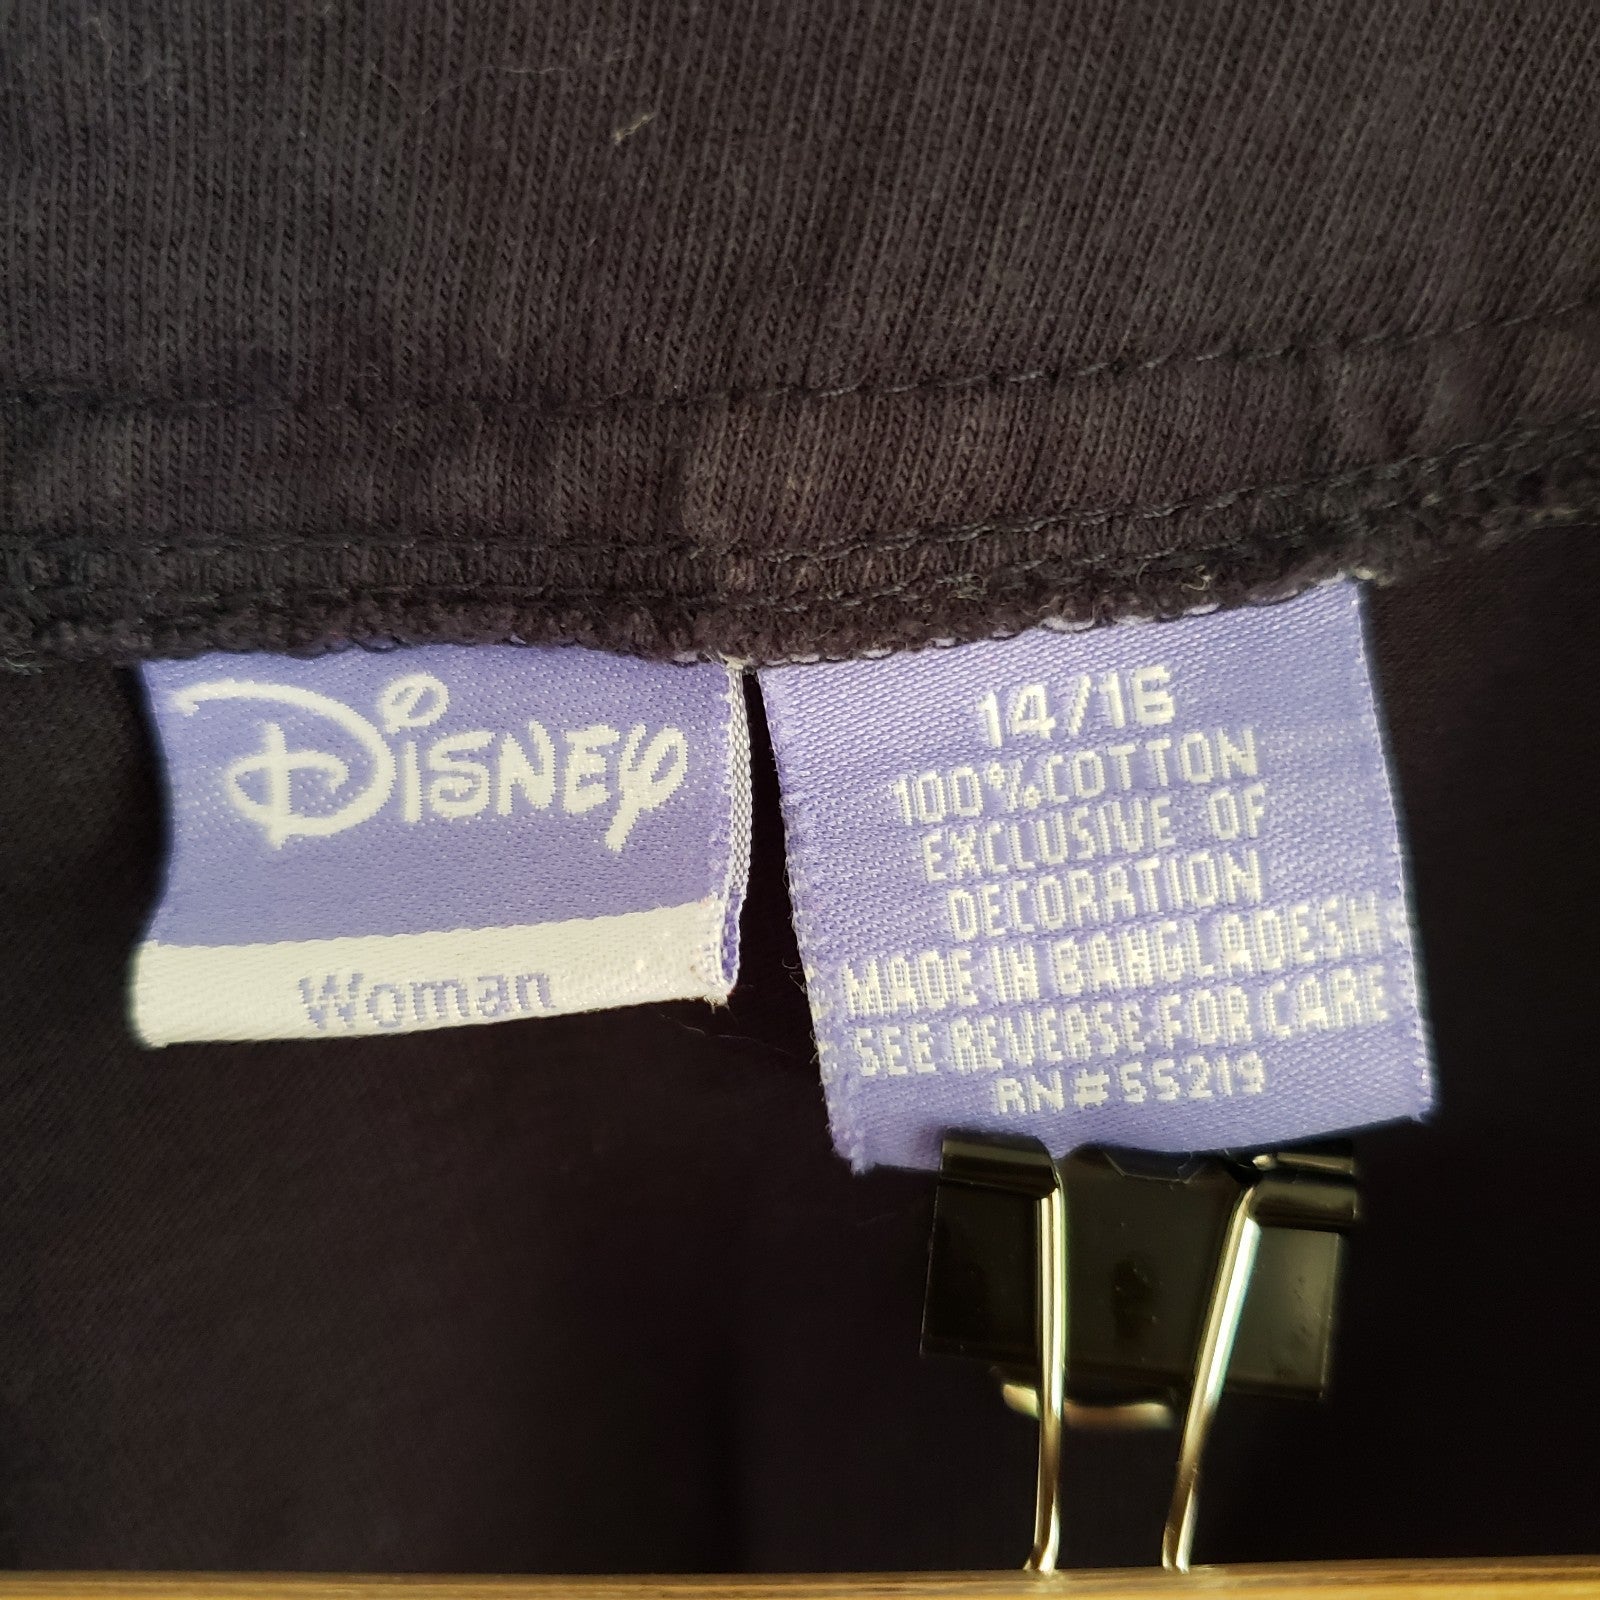 Disney
Woman
14/16
100% COTTON
EXCLUSIVE OF
DECORATION
MADE IN BANGLADESH
SEE REVERSE FOR CARE
RN#55219